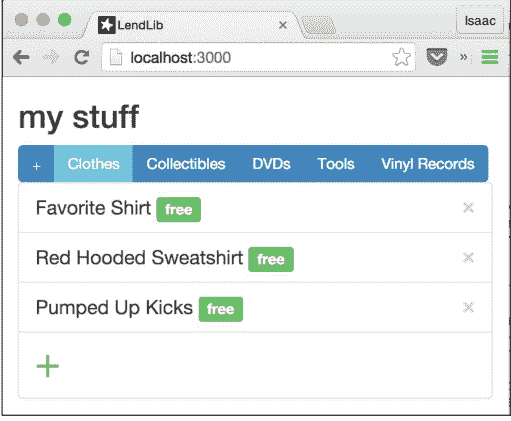 LendLib
Isaac
localhost:3000
my stuff
+ Clothes Collectibles DVDs Tools Vinyl Records
Favorite Shirt free
Red Hooded Sweatshirt free
Pumped Up Kicks free
+